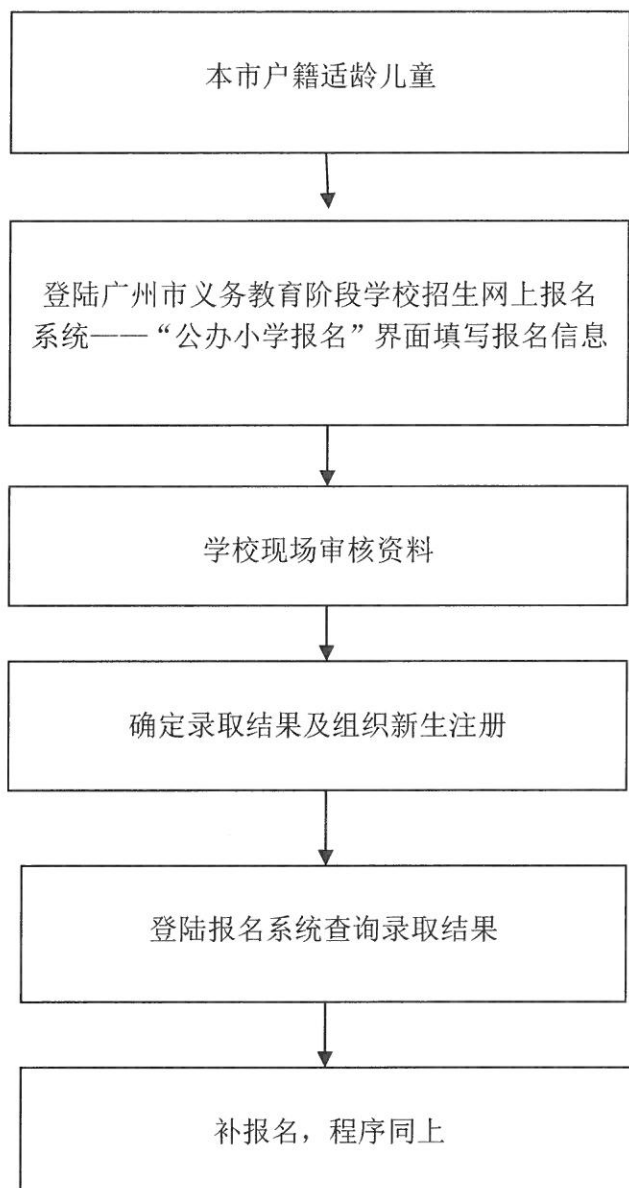 本市户籍适龄儿童
登陆广州市义务教育阶段学校招生网上报名
系统——“公办小学报名”界面填写报名信息
学校现场审核资料
确定录取结果及组织新生注册
登陆报名系统查询录取结果
补报名，程序同上